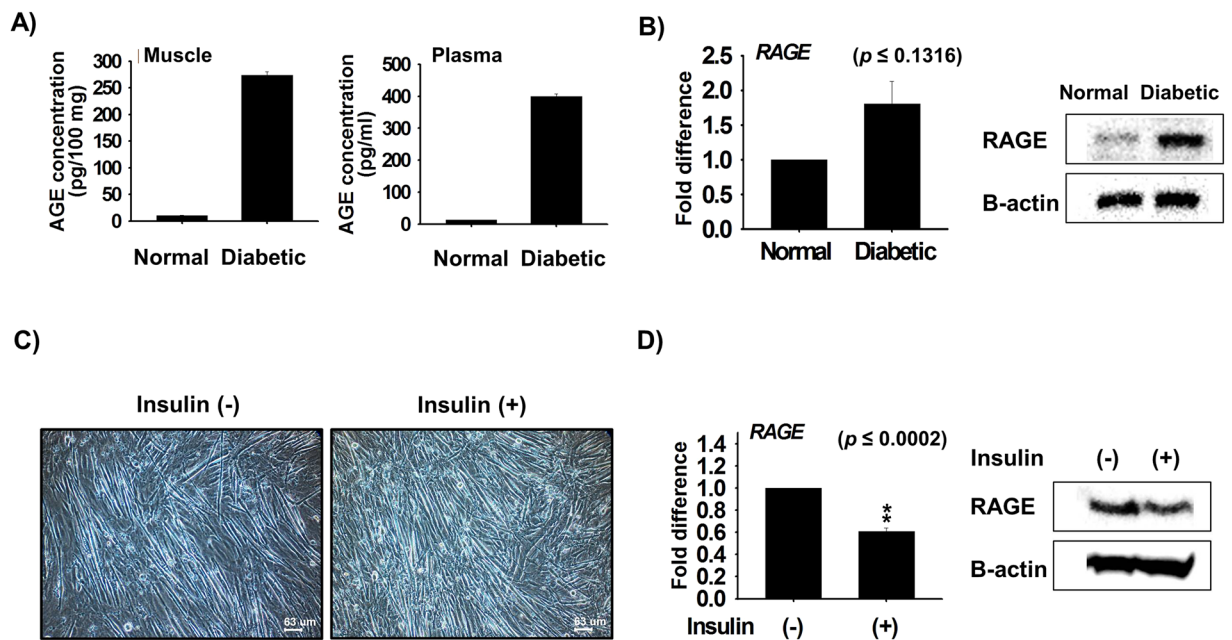 A)
Muscle
AGE concentration
(pg/100 mg)
300
250
200
150
100
50
0
Normal Diabetic
Plasma
AGE concentration
(pg/ml)
500
400
300
200
100
0
Normal Diabetic
B)
RAGE (p ≤ 0.1316)
Fold difference
2.5
2.0
1.5
1.0
0.5
0.0
Normal Diabetic
Normal Diabetic
RAGE
B-actin
C)
Insulin (-)
63 um
Insulin (+)
63 um
D)
RAGE (p ≤ 0.0002)
Fold difference
1.4
1.2
1.0
0.8
0.6
0.4
0.2
0.0
**
Insulin (-) (+)
Insulin (-) (+)
RAGE
B-actin